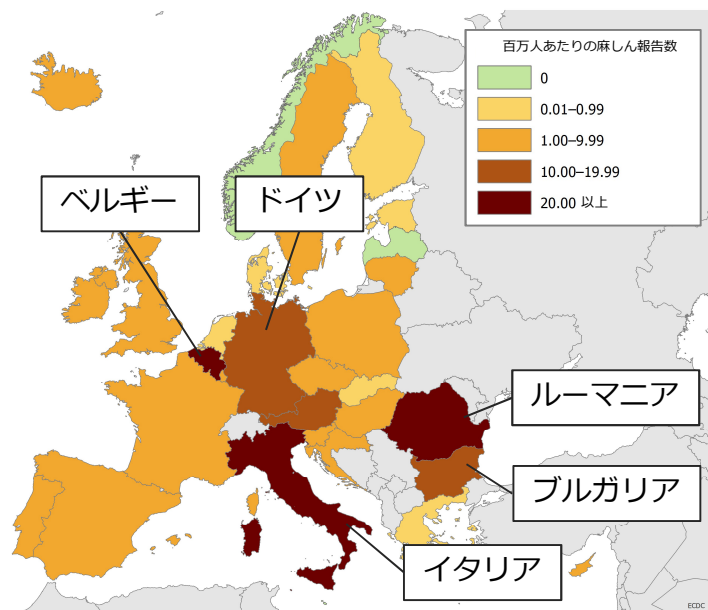 百万人あたりの麻しん報告数
0
0.01–0.99
1.00–9.99
10.00–19.99
20.00 以上
ベルギー
ドイツ
ルーマニア
ブルガリア
イタリア
ECDC